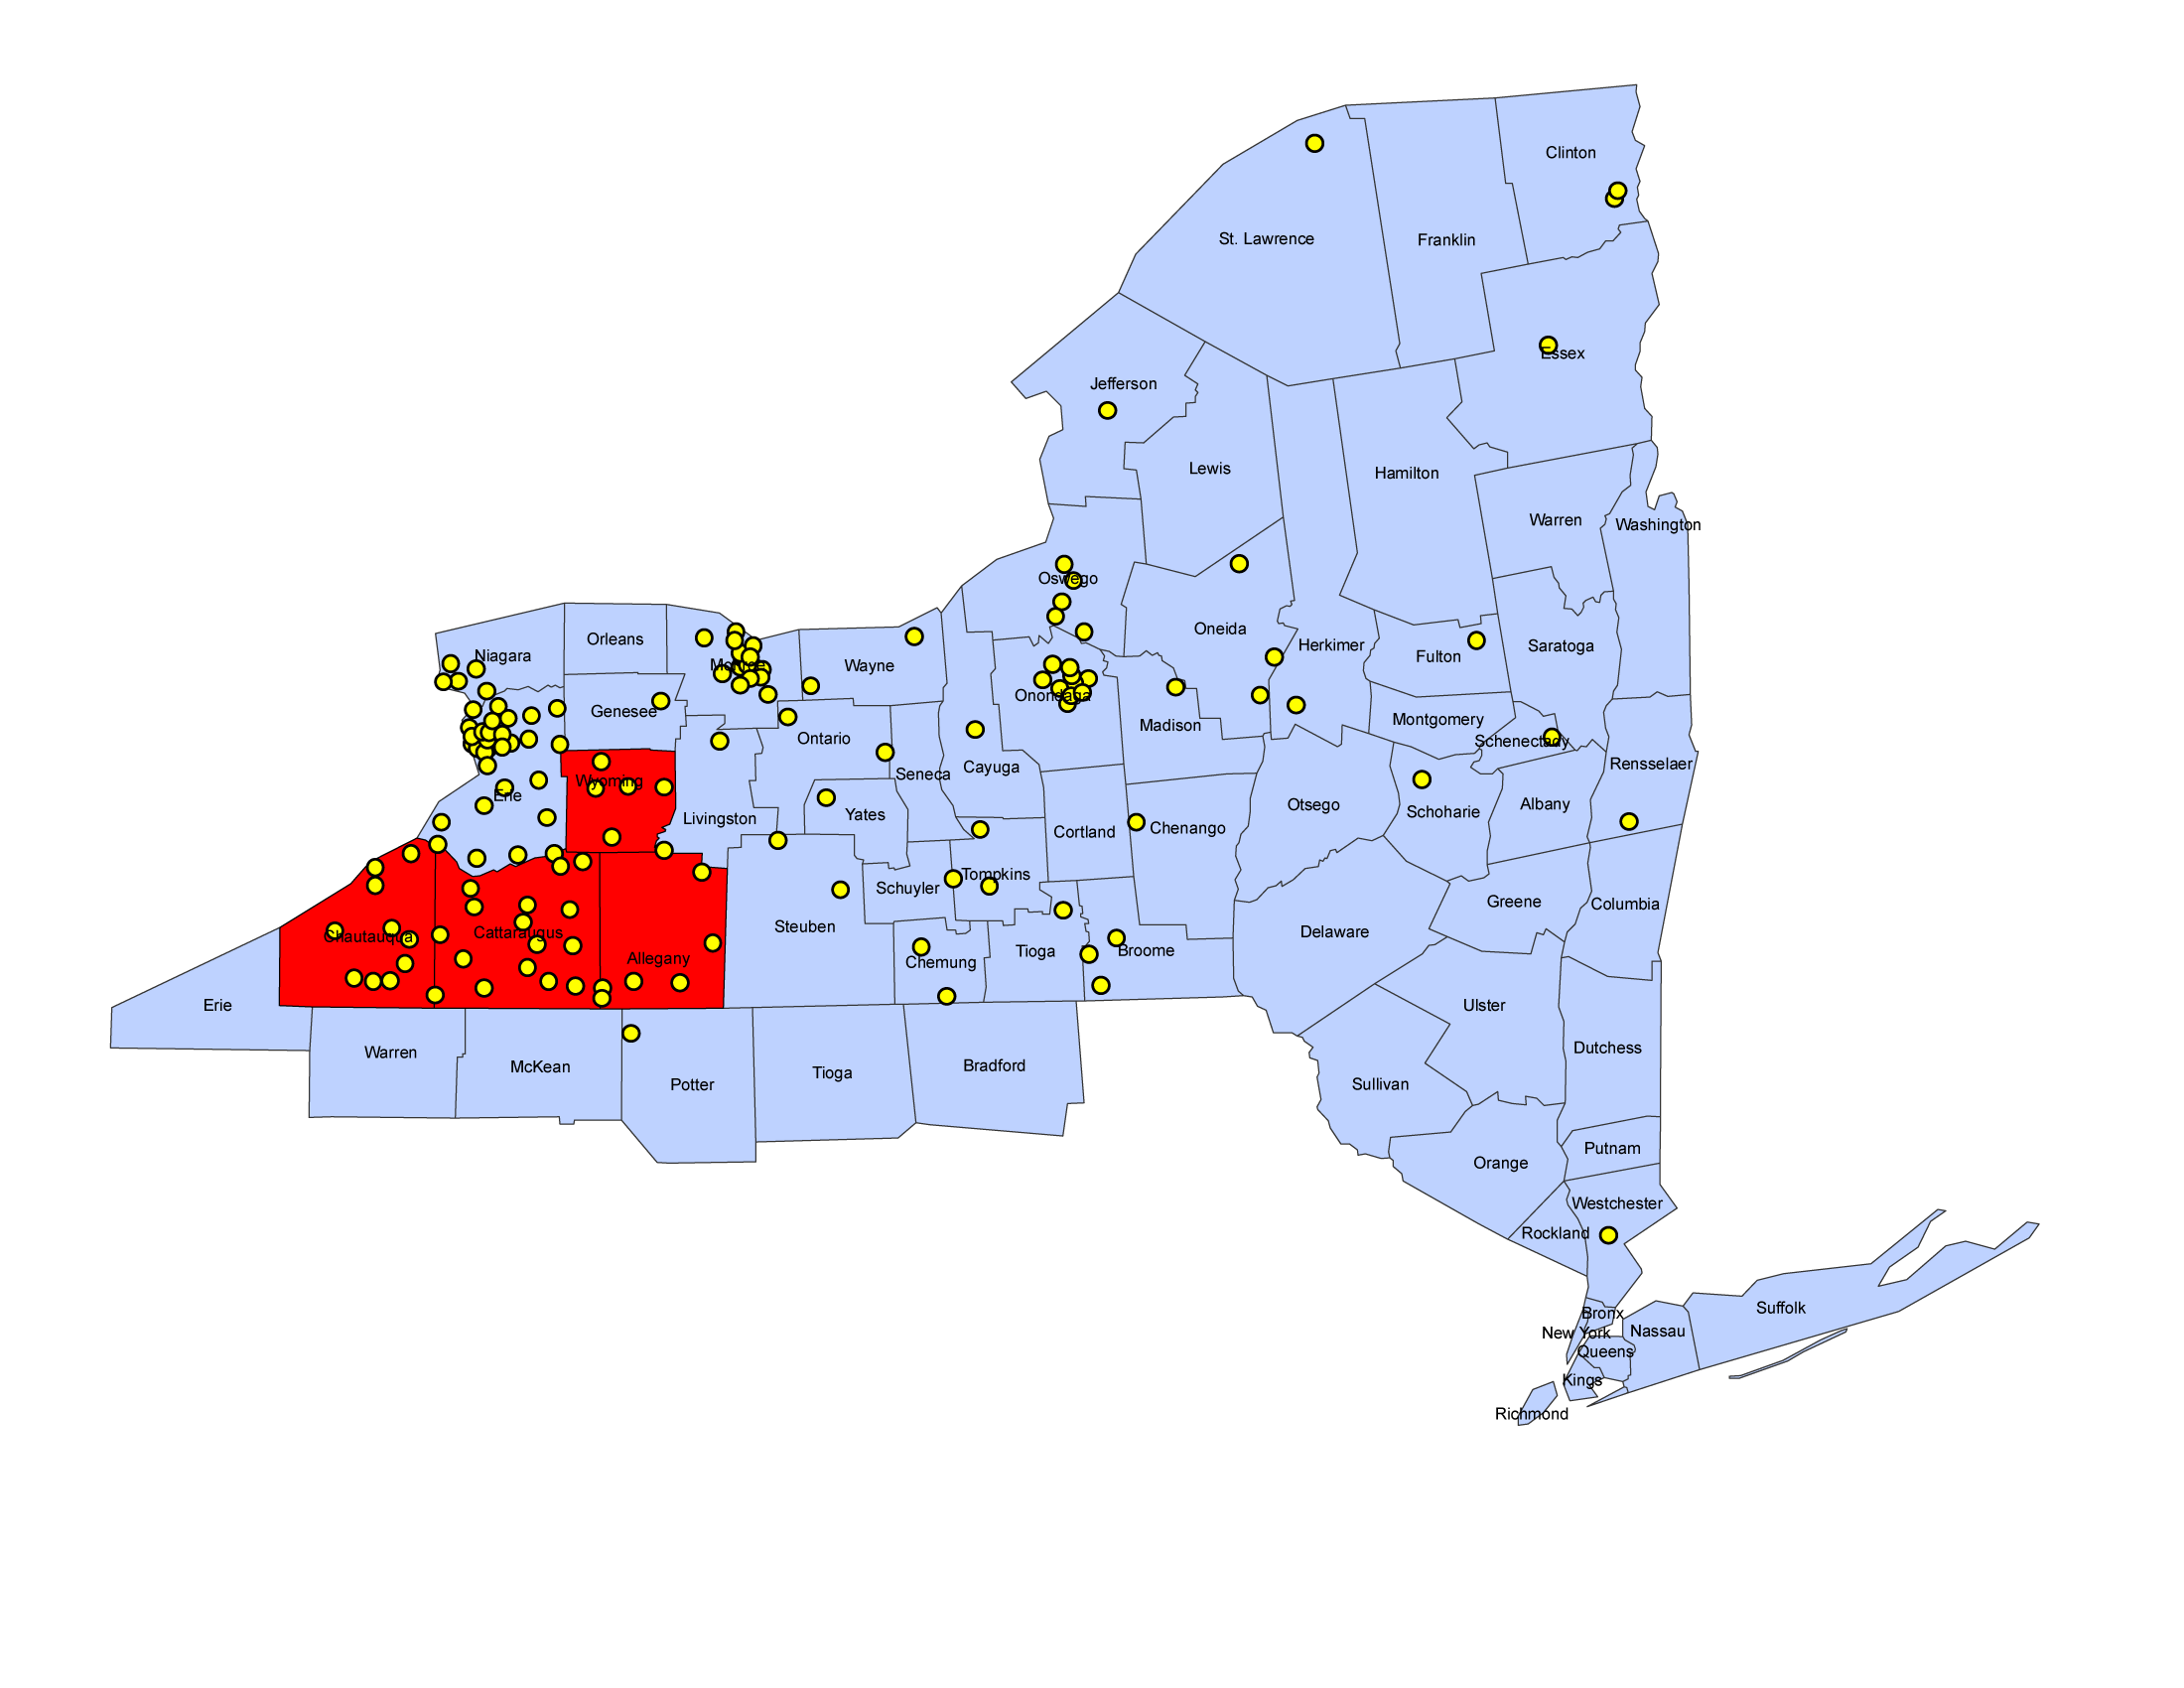 Clinton
St. Lawrence
Franklin
Essex
Jefferson
Lewis
Hamilton
Warren
Washington
Oswego
Oneida
Orleans
Niagara
Monroe
Wayne
Herkimer
Fulton
Saratoga
Genesee
Onondaga
Madison
Montgomery
Ontario
Schenectady
Rensselaer
Wyoming
Seneca
Cayuga
Erie
Otsego
Albany
Schoharie
Livingston
Yates
Cortland
Chenango
Tompkins
Schuyler
Greene
Columbia
Steuben
Chautauqua
Cattaraugus
Delaware
Allegany
Chemung
Tioga
Broome
Erie
Ulster
Warren
McKean
Potter
Tioga
Bradford
Dutchess
Sullivan
Putnam
Orange
Westchester
Rockland
Bronx
Suffolk
New York
Nassau
Queens
Kings
Richmond